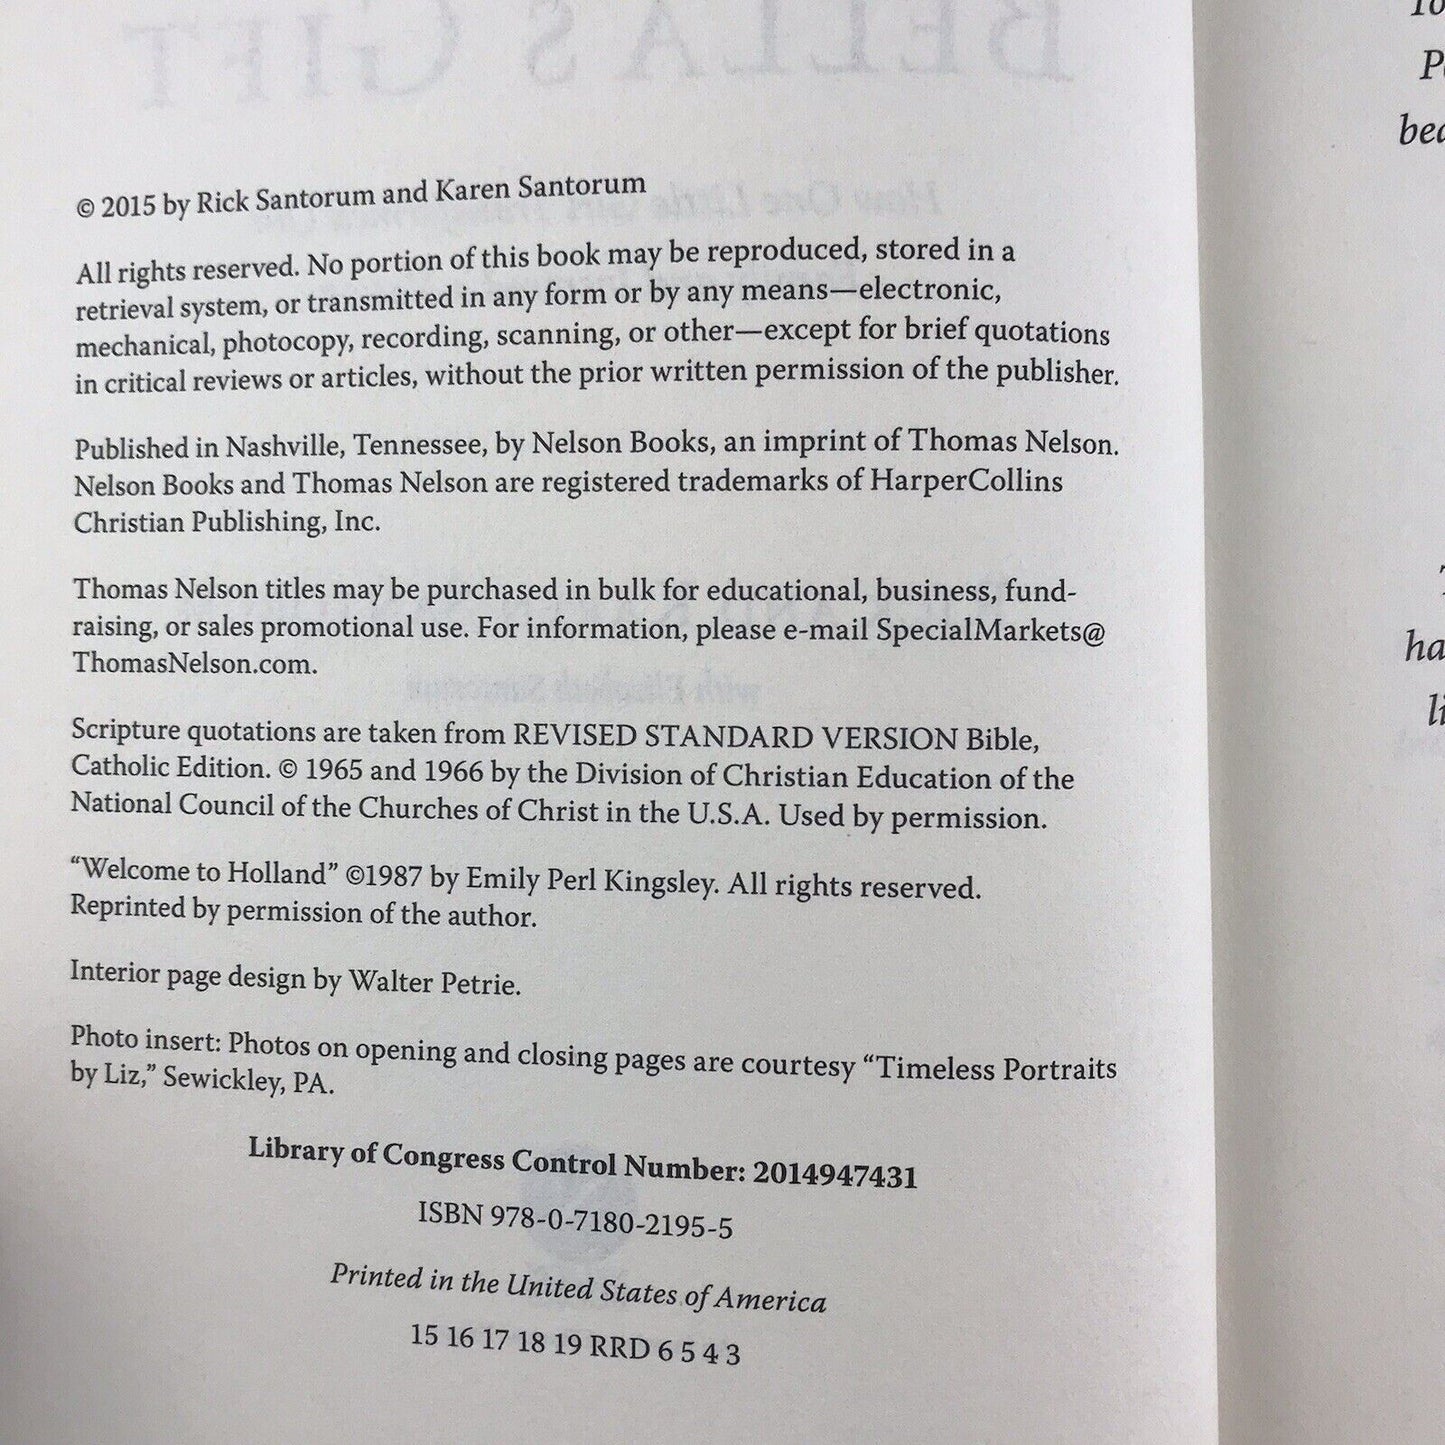 BELLA'S GIFT
© 2015 by Rick Santorum and Karen Santorum
All rights reserved. No portion of this book may be reproduced, stored in a
retrieval system, or transmitted in any form or by any means—electronic,
mechanical, photocopy, recording, scanning, or other—except for brief quotations
in critical reviews or articles, without the prior written permission of the publisher.
Published in Nashville, Tennessee, by Nelson Books, an imprint of Thomas Nelson.
Nelson Books and Thomas Nelson are registered trademarks of HarperCollins
Christian Publishing, Inc.
Thomas Nelson titles may be purchased in bulk for educational, business, fund-
raising, or sales promotional use. For information, please e-mail SpecialMarkets@
ThomasNelson.com.
Scripture quotations are taken from REVISED STANDARD VERSION Bible,
Catholic Edition. © 1965 and 1966 by the Division of Christian Education of the
National Council of the Churches of Christ in the U.S.A. Used by permission.
“Welcome to Holland” ©1987 by Emily Perl Kingsley. All rights reserved.
Reprinted by permission of the author.
Interior page design by Walter Petrie.
Photo insert: Photos on opening and closing pages are courtesy “Timeless Portraits
by Liz,” Sewickley, PA.
Library of Congress Control Number: 2014947431
ISBN 978-0-7180-2195-5
Printed in the United States of America
15 16 17 18 19 RRD 6 5 4 3